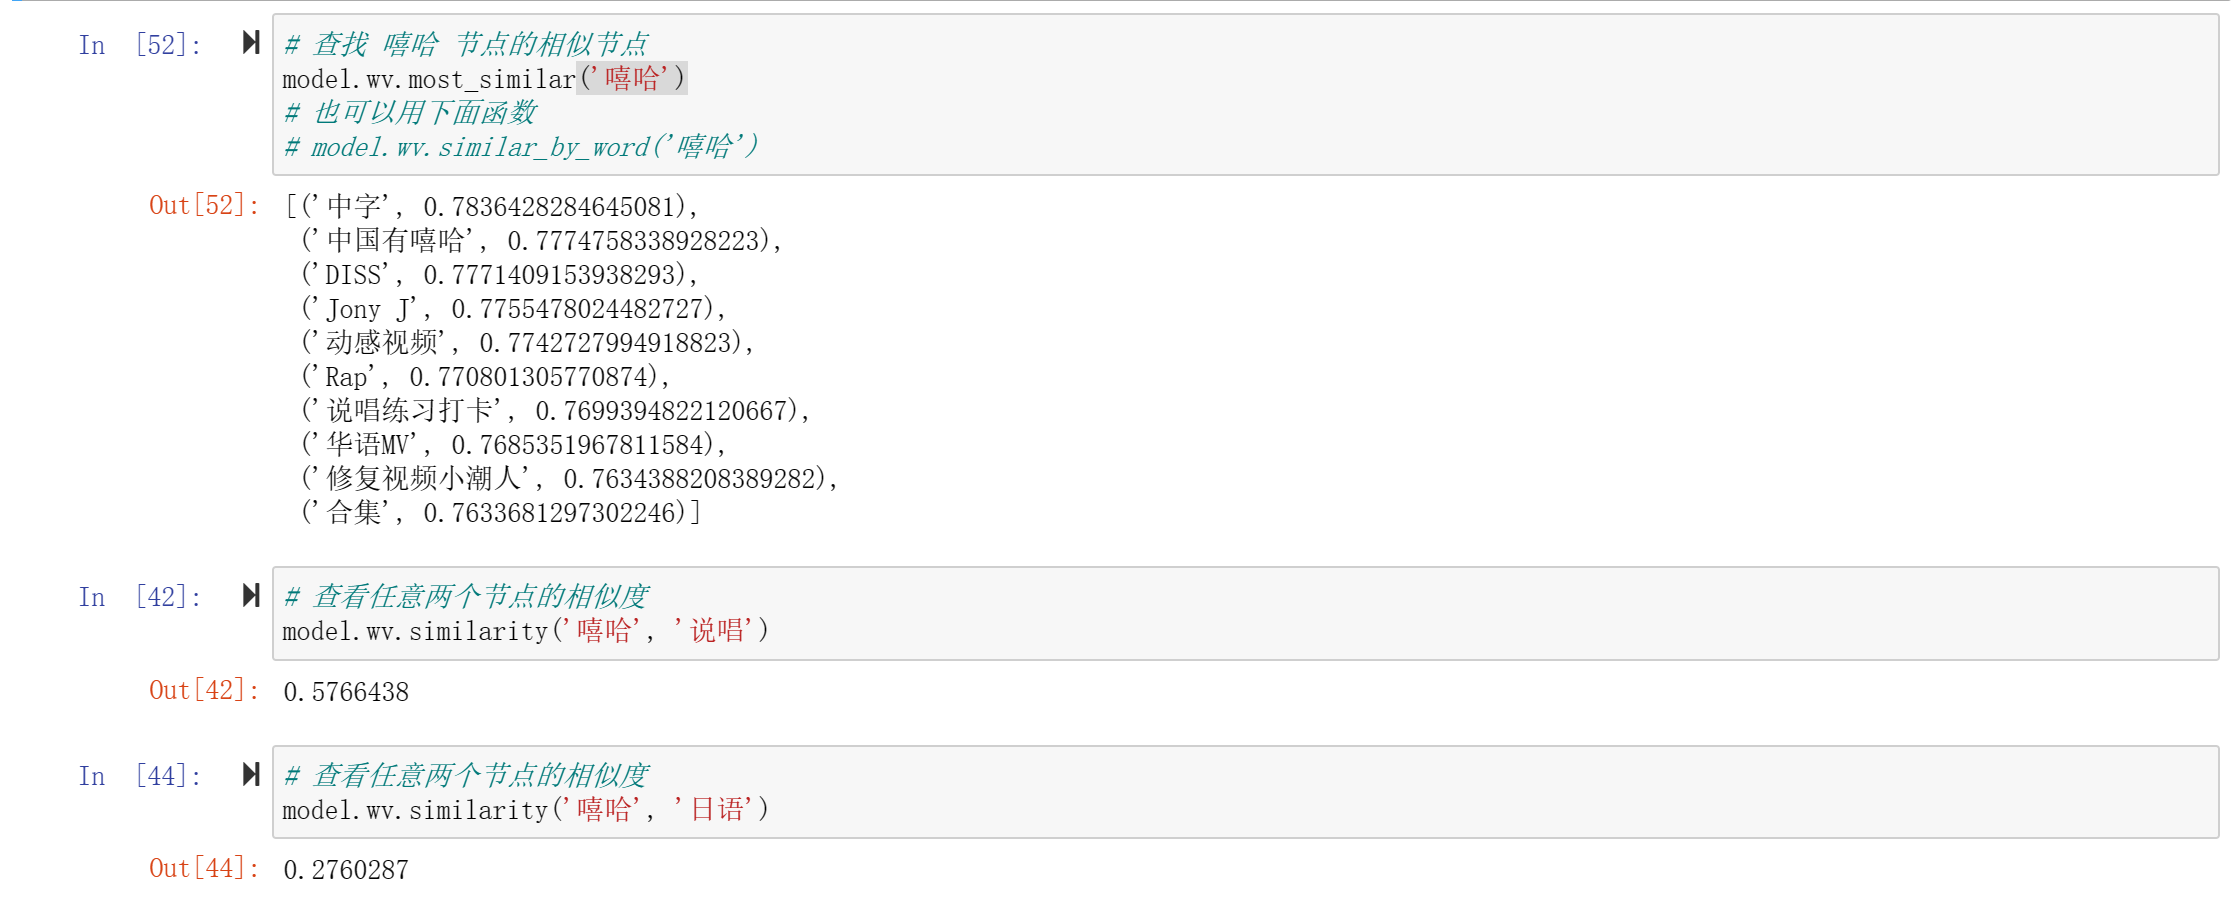 In [52]:
# 查找 嘻哈 节点的相似节点
model.wv.most_similar('嘻哈')
# 也可以用下面函数
# model.wv.similar_by_word('嘻哈')
Out[52]:
[('中字', 0.7836428284645081),
('中国有嘻哈', 0.7774758338928223),
('DISS', 0.7771409153938293),
('Jony J', 0.7755478024482727),
('动感视频', 0.7742727994918823),
('Rap', 0.770801305770874),
('说唱练习打卡', 0.7699394822120667),
('华语MV', 0.7685351967811584),
('修复视频小潮人', 0.7634388208389282),
('合集', 0.7633681297302246)]
In [42]:
# 查看任意两个节点的相似度
model.wv.similarity('嘻哈', '说唱')
Out[42]:
0.5766438
In [44]:
# 查看任意两个节点的相似度
model.wv.similarity('嘻哈', '日语')
Out[44]:
0.2760287